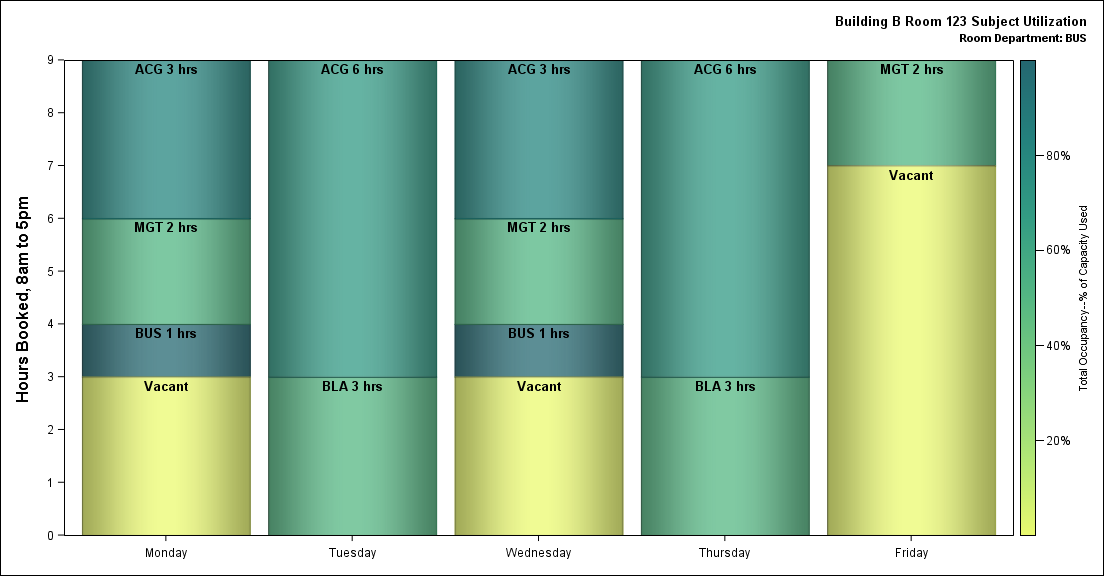 Building B Room 123 Subject Utilization
Room Department: BUS
Hours Booked, 8am to 5pm
9
8
7
6
5
4
3
2
1
0
ACG 3 hrs
MGT 2 hrs
BUS 1 hrs
Vacant
ACG 6 hrs
BLA 3 hrs
ACG 3 hrs
MGT 2 hrs
BUS 1 hrs
Vacant
ACG 6 hrs
BLA 3 hrs
MGT 2 hrs
Vacant
Monday
Tuesday
Wednesday
Thursday
Friday
80%
60%
40%
20%
Total Occupancy--% of Capacity Used